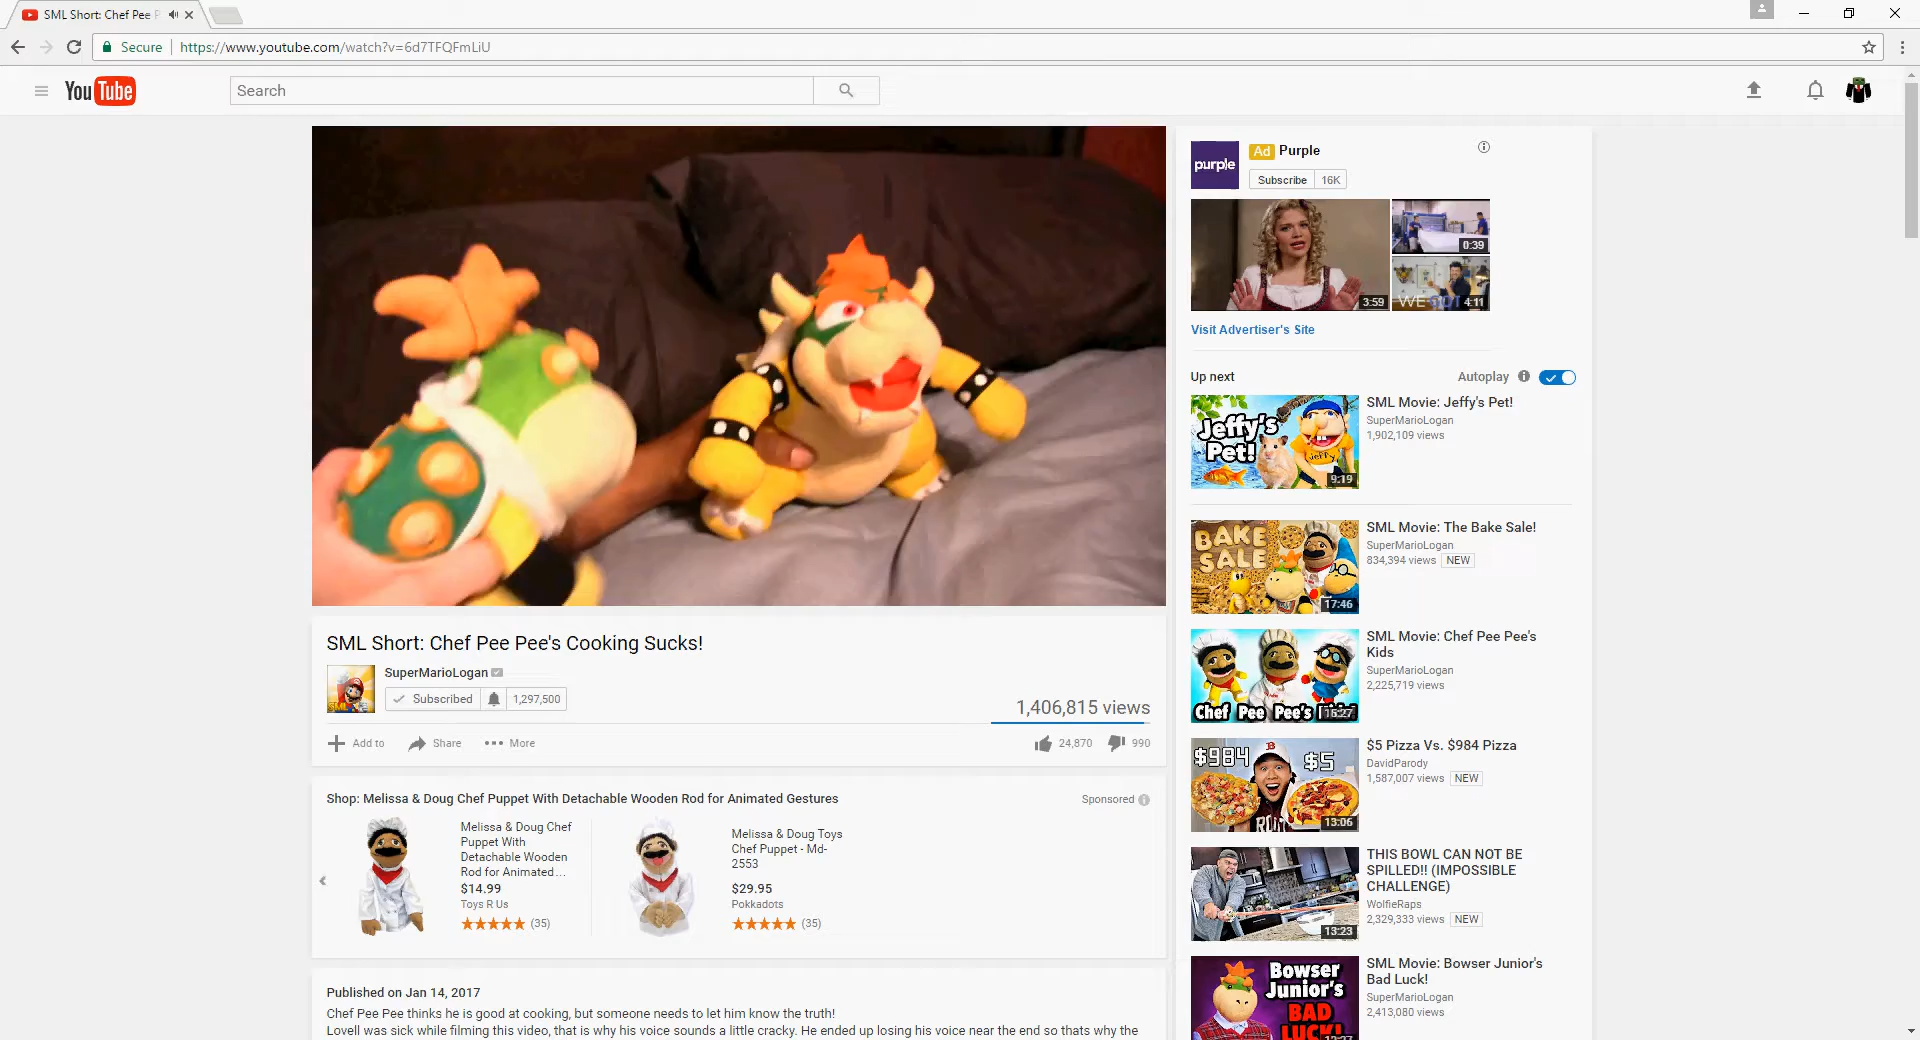 SML Short: Chef Pee P
Secure
https://www.youtube.com/watch?v=6d7TFQFmLiU
YouTube
Search
purple
Ad Purple
Subscribe 16K
3:59
0:39
4:11
Visit Advertiser's Site
Up next
Autoplay
Jeffy's Pet!
Jeffy
9:19
SML Movie: Jeffy's Pet!
SuperMarioLogan
1,902,109 views
BAKE SALE
17:46
SML Movie: The Bake Sale!
SuperMarioLogan
834,394 views NEW
Chef Pee Pee's
15:27
SML Movie: Chef Pee Pee's
Kids
SuperMarioLogan
2,225,719 views
$984 $5
13:06
$5 Pizza Vs. $984 Pizza
DavidParody
1,587,007 views NEW
13:23
THIS BOWL CAN NOT BE
SPILLED!! (IMPOSSIBLE
CHALLENGE)
WolfieRaps
2,329,333 views NEW
Bowser
Junior's
BAD
LUCK!
SML Movie: Bowser Junior's
Bad Luck!
SuperMarioLogan
2,413,080 views
SML Short: Chef Pee Pee's Cooking Sucks!
SuperMarioLogan
Subscribed 1,297,500
1,406,815 views
Add to Share More
24,870 990
Shop: Melissa & Doug Chef Puppet With Detachable Wooden Rod for Animated Gestures
Sponsored
Melissa & Doug Chef
Puppet With
Detachable Wooden
Rod for Animated...
$14.99
Toys R Us
(35)
Melissa & Doug Toys
Chef Puppet - Md-
2553
$29.95
Pokkadots
(35)
Published on Jan 14, 2017
Chef Pee Pee thinks he is good at cooking, but someone needs to let him know the truth!
Lovell was sick while filming this video, that is why his voice sounds a little cracky. He ended up losing his voice near the end so thats why the